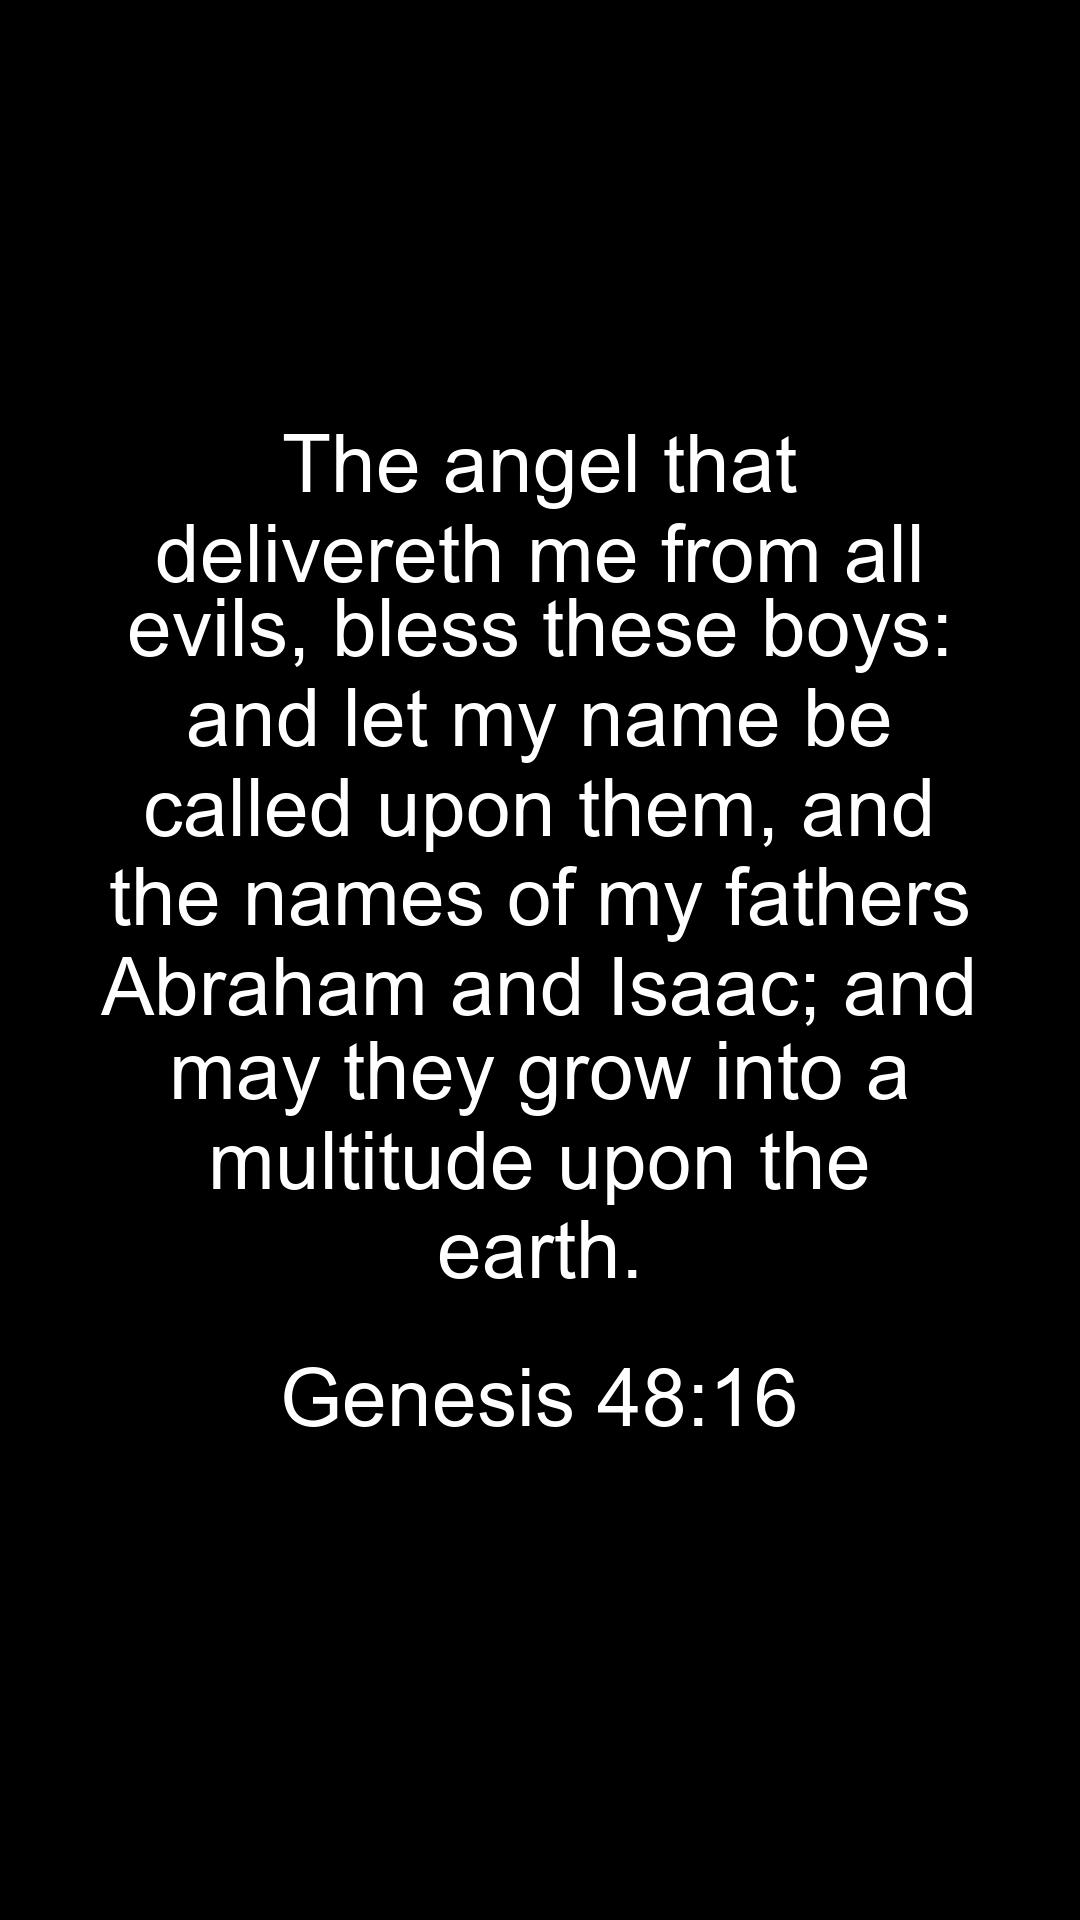 The angel that
delivereth me from all
evils, bless these boys:
and let my name be
called upon them, and
the names of my fathers
Abraham and Isaac; and
may they grow into a
multitude upon the
earth.
Genesis 48:16